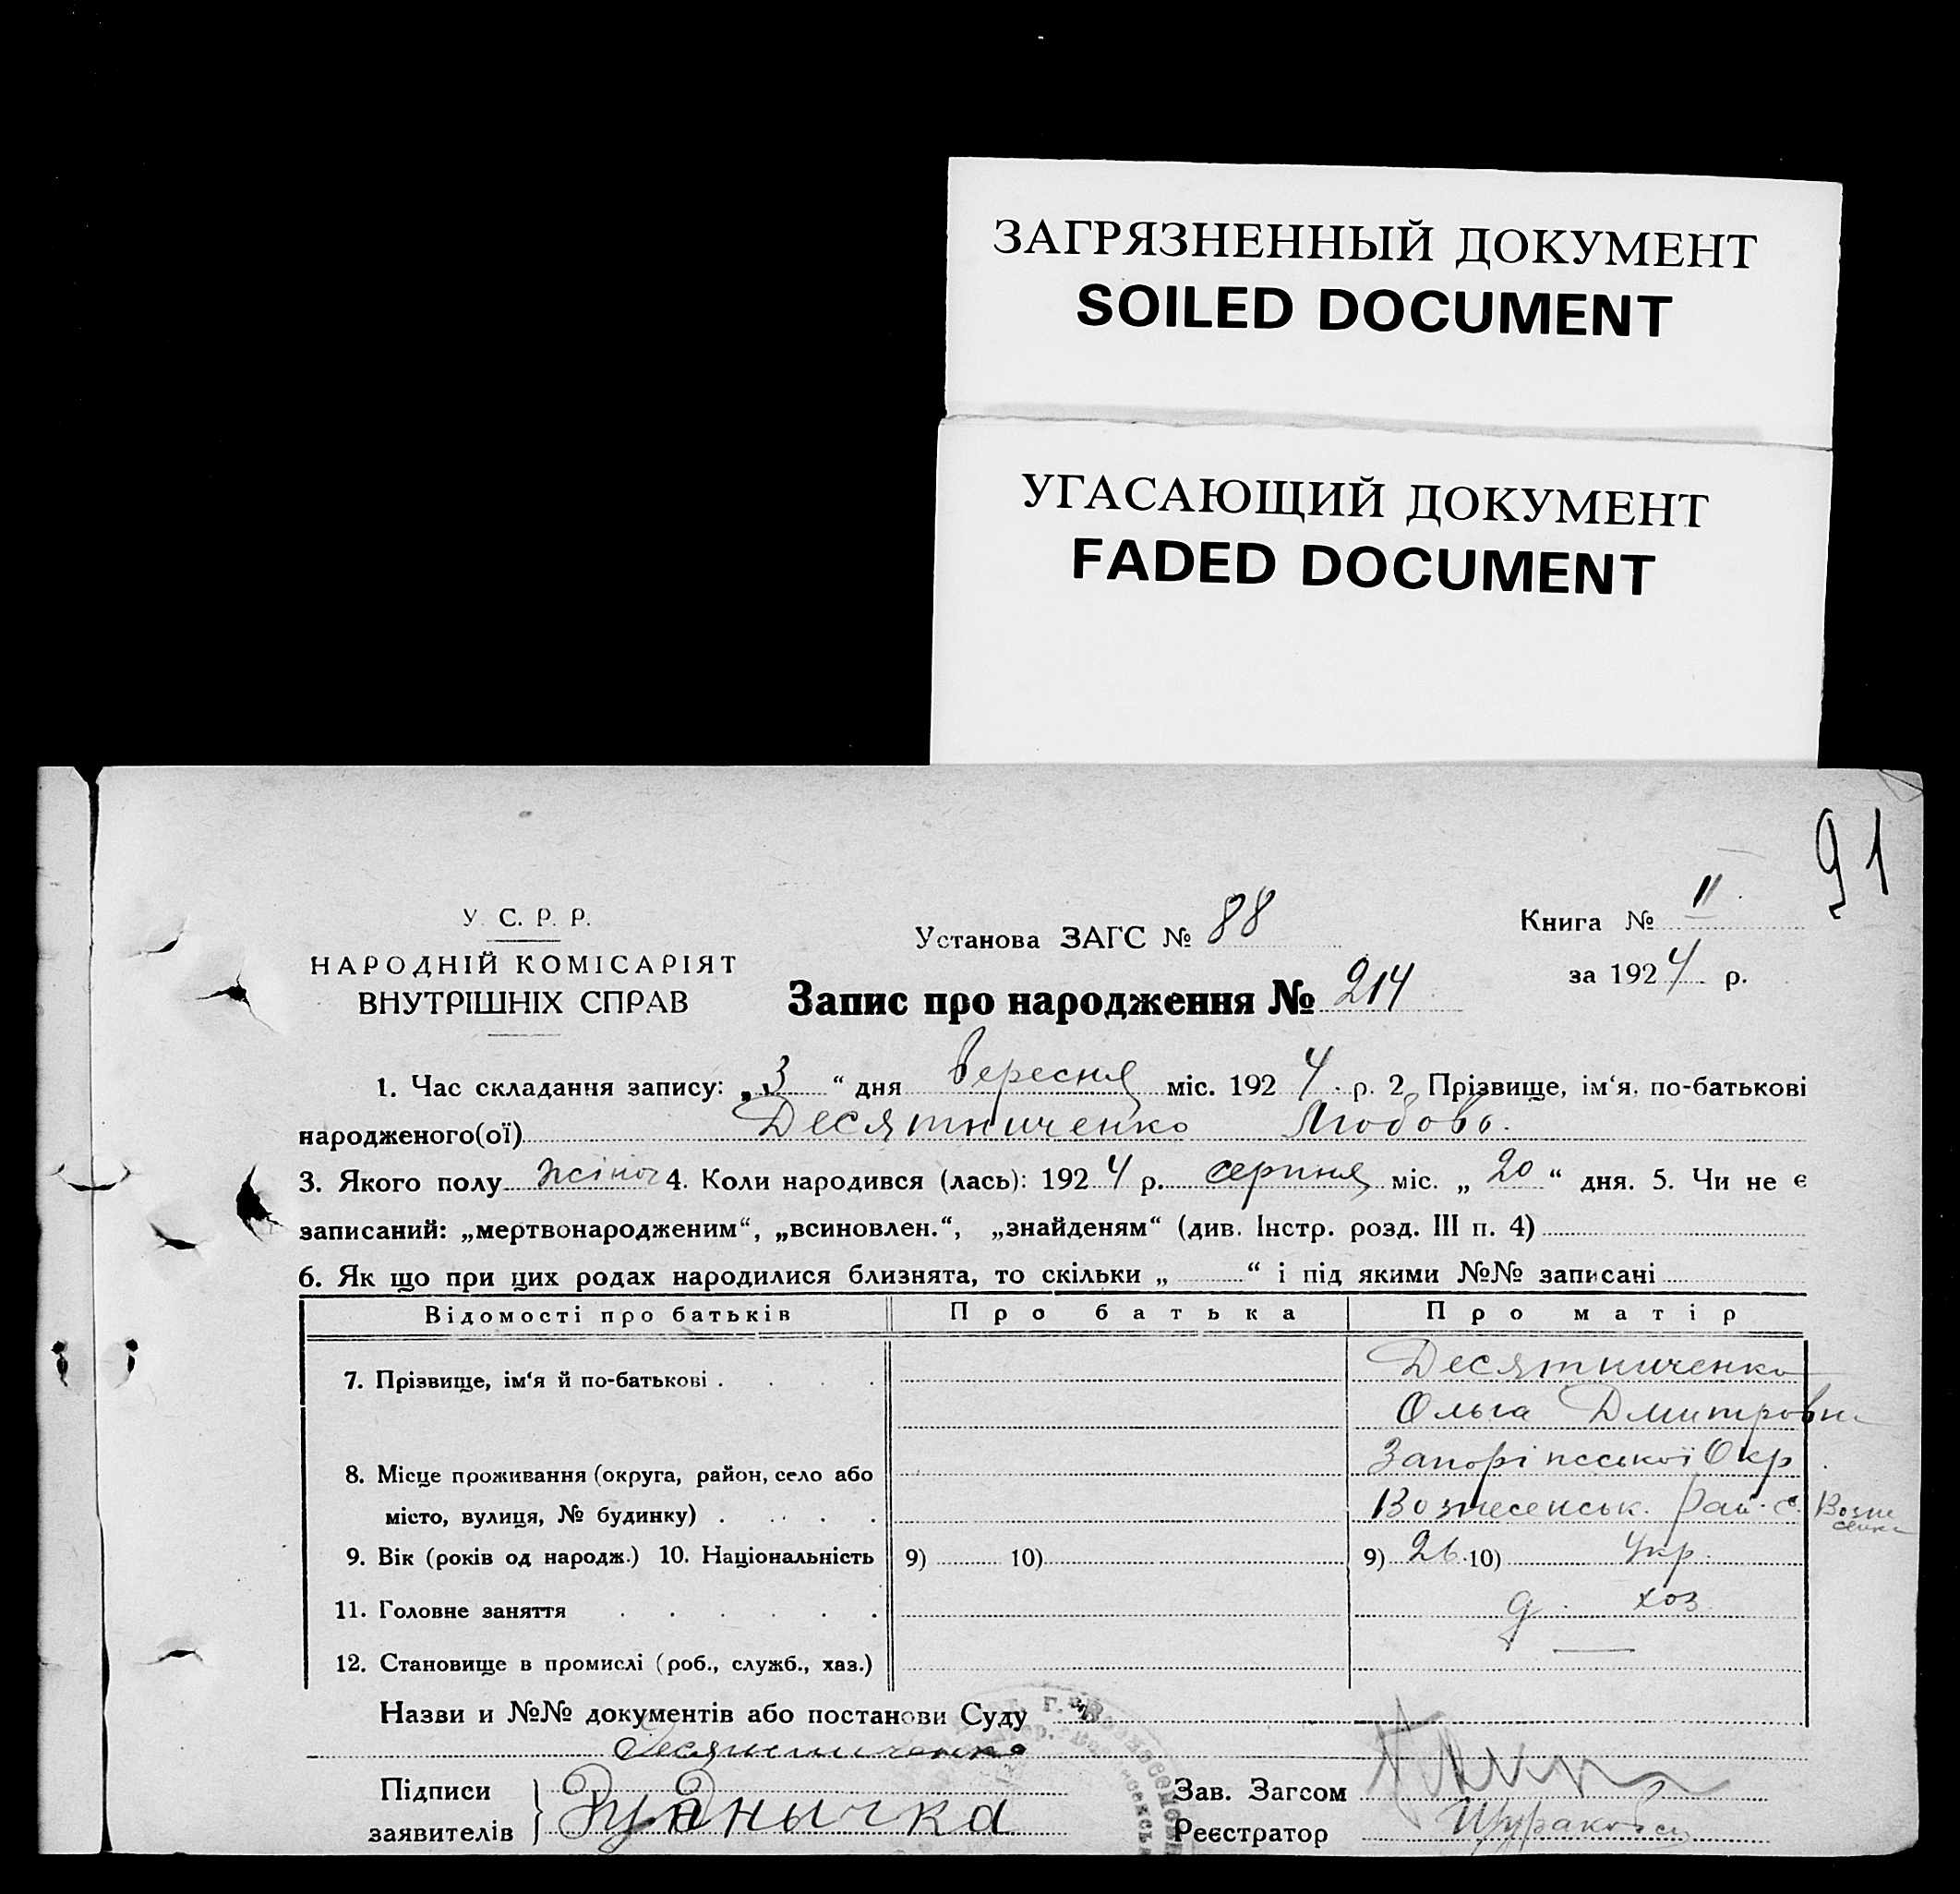 ЗАГРЯЗНЕННЫЙ ДОКУМЕНТ
SOILED DOCUMENT
УГАСАЮЩИЙ ДОКУМЕНТ
FADED DOCUMENT
91
У. С. Р. Р.
НАРОДНІЙ КОМІСАРІЯТ
ВНУТРІШНІХ СПРАВ
Установа ЗАГС № 88
Книга № 11
за 1924 р.
Запис про народження № 214
1. Час складання запису: „3“ дня вересня міс. 1924 р. 2. Прізвище, ім‘я, по-батькові
народженого(ої) Десятниченко Любовь.
3. Якого полу жіноч 4. Коли народився (лась): 1924 р. серпня міс. „20“ дня. 5. Чи не є
записаний: „мертвонародженим“, „всиновлен.“, „знайденям“ (див. Інстр. розд. III п. 4)
6. Як що при цих родах народилися близнята, то скільки „ “ і під якими №№ записані
Відомості про батьків Про батька Про матір
7. Прізвище, ім‘я й по-батькові . . . . Десятниченко
Ольга Дмитровна
8. Місце проживання (округа, район, село або Запоріжської Окр
місто, вулиця, № будинку) . . . . Вознесенськ. Рай. с. Вознесенка
9. Вік (років од народж.) 10. Національність 9) 10) 9) 26. 10) Укр.
11. Головне заняття . . . . . . д. хоз
12. Становище в промислі (роб., служб., хаз.) —
Назви и №№ документів або постанови Суду
Десятниченко
Підписи
заявителів
Зав. Загсом
Реєстратор